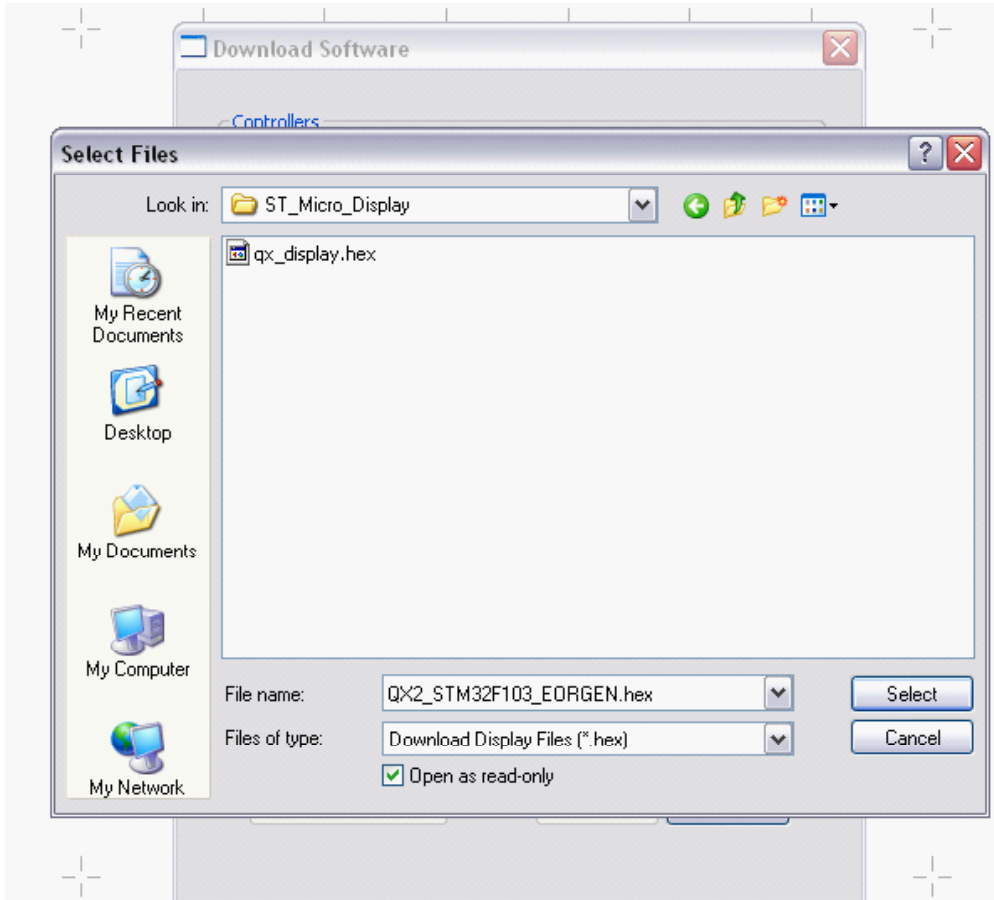 Download Software
Controllers
Select Files
Look in: ST_Micro_Display
qx_display.hex
My Recent
Documents
Desktop
My Documents
My Computer
My Network
File name: QX2_STM32F103_EORGEN.hex Select
Files of type: Download Display Files (*.hex) Cancel
Open as read-only